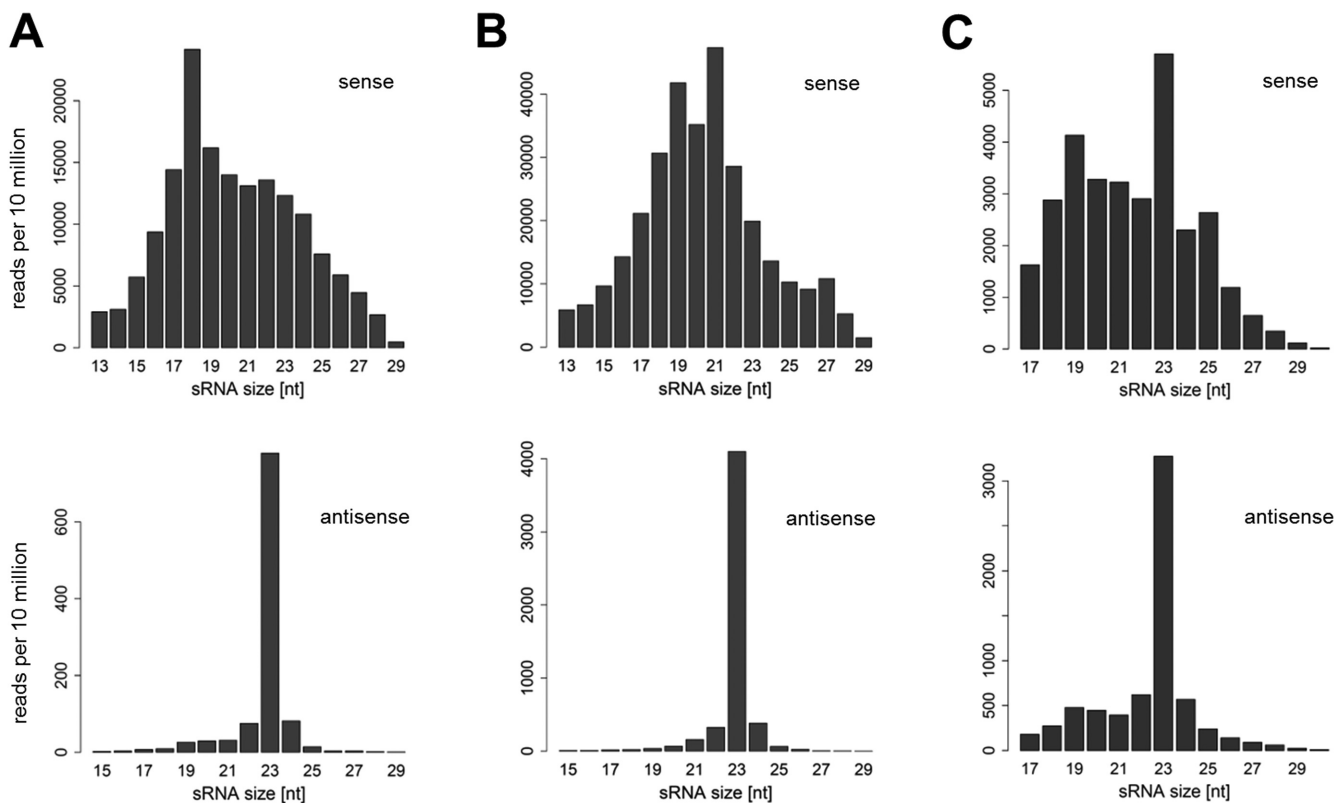 A
sense
reads per 10 million
20000
15000
10000
5000
0
13 15 17 19 21 23 25 27 29
sRNA size [nt]
B
sense
40000
30000
20000
10000
0
13 15 17 19 21 23 25 27 29
sRNA size [nt]
C
sense
5000
4000
3000
2000
1000
0
17 19 21 23 25 27 29
sRNA size [nt]
antisense
reads per 10 million
600
400
200
0
15 17 19 21 23 25 27 29
sRNA size [nt]
antisense
4000
3000
2000
1000
0
15 17 19 21 23 25 27 29
sRNA size [nt]
antisense
3000
2000
1000
500
0
17 19 21 23 25 27 29
sRNA size [nt]